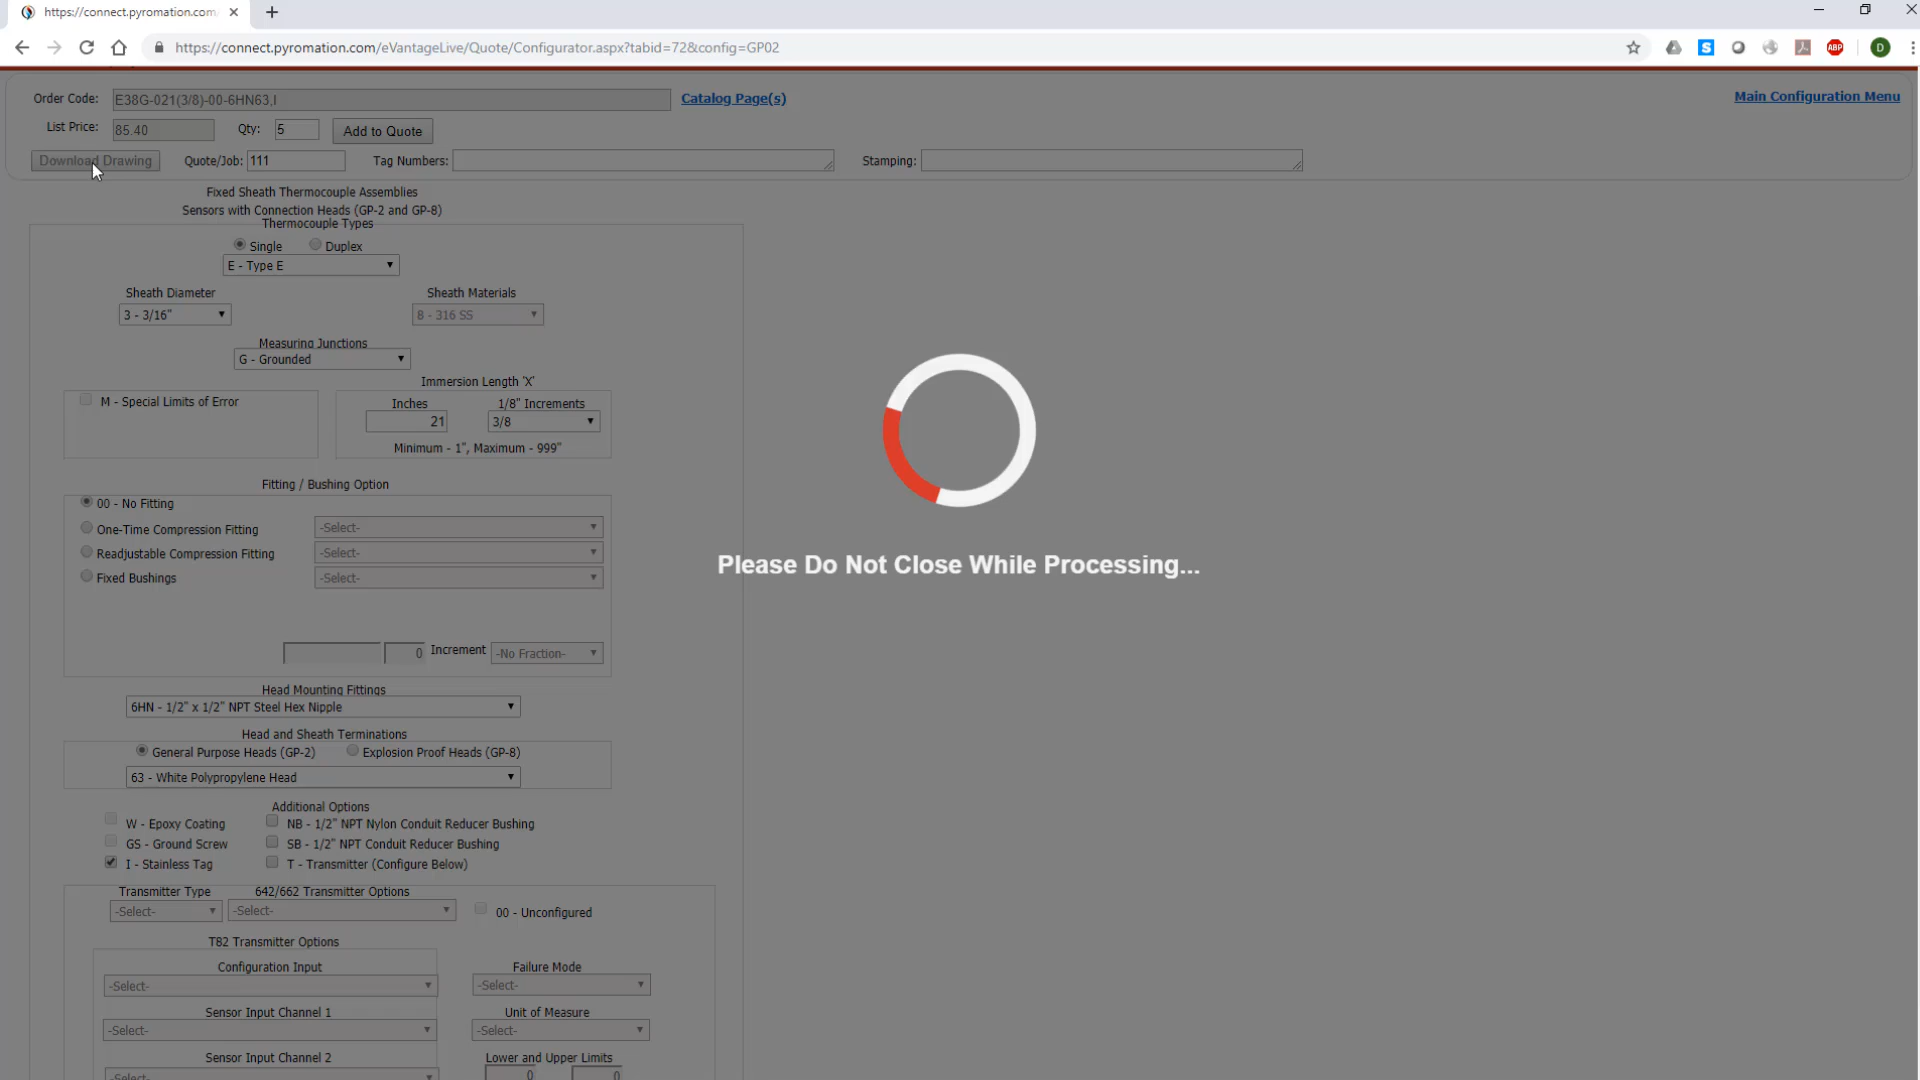 https://connect.pyromation.com
https://connect.pyromation.com/eVantageLive/Quote/Configurator.aspx?tabid=72&config=GP02
S
ABP
D
Order Code: E38G-021(3/8)-00-6HN63,I Catalog Page(s) Main Configuration Menu
List Price: 85.40 Qty: 5 Add to Quote
Download Drawing Quote/Job: 111 Tag Numbers: Stamping:
Fixed Sheath Thermocouple Assemblies
Sensors with Connection Heads (GP-2 and GP-8)
Thermocouple Types
Single Duplex
E - Type E
Sheath Diameter Sheath Materials
3 - 3/16" 8 - 316 SS
Measuring Junctions
G - Grounded
Immersion Length 'X'
M - Special Limits of Error Inches 1/8" Increments
21 3/8
Minimum - 1", Maximum - 999"
Fitting / Bushing Option
00 - No Fitting
One-Time Compression Fitting -Select-
Readjustable Compression Fitting -Select-
Fixed Bushings -Select-
0 Increment -No Fraction-
Head Mounting Fittings
6HN - 1/2" x 1/2" NPT Steel Hex Nipple
Head and Sheath Terminations
General Purpose Heads (GP-2) Explosion Proof Heads (GP-8)
63 - White Polypropylene Head
Additional Options
W - Epoxy Coating NB - 1/2" NPT Nylon Conduit Reducer Bushing
GS - Ground Screw SB - 1/2" NPT Conduit Reducer Bushing
I - Stainless Tag T - Transmitter (Configure Below)
Transmitter Type 642/662 Transmitter Options
-Select- -Select- 00 - Unconfigured
T82 Transmitter Options
Configuration Input Failure Mode
-Select- -Select-
Sensor Input Channel 1 Unit of Measure
-Select- -Select-
Sensor Input Channel 2 Lower and Upper Limits
-Select- 0 0
Please Do Not Close While Processing...